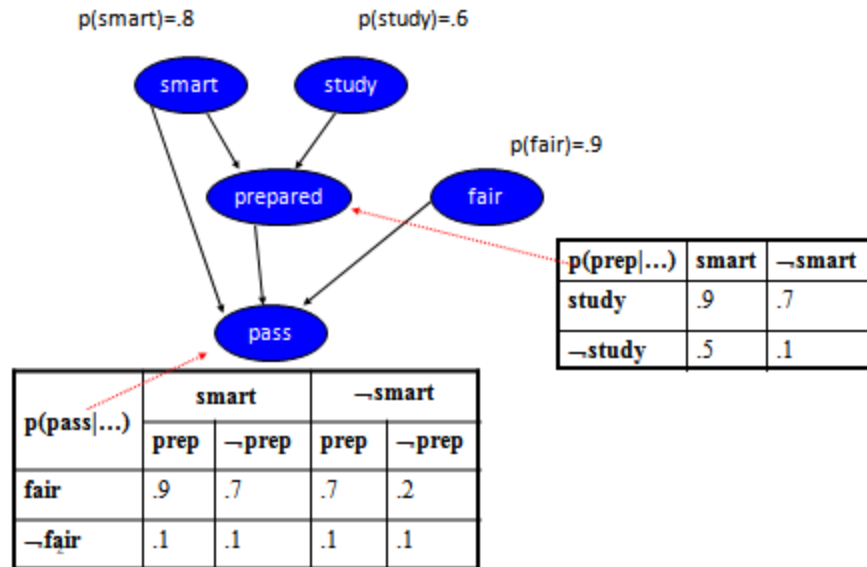 p(smart)=.8
p(study)=.6
smart
study
p(fair)=.9
prepared
fair
p(prep|...) smart ¬smart
study .9 .7
¬study .5 .1
pass
smart ¬smart
p(pass|...)
prep ¬prep prep ¬prep
fair .9 .7 .7 .2
¬fair .1 .1 .1 .1